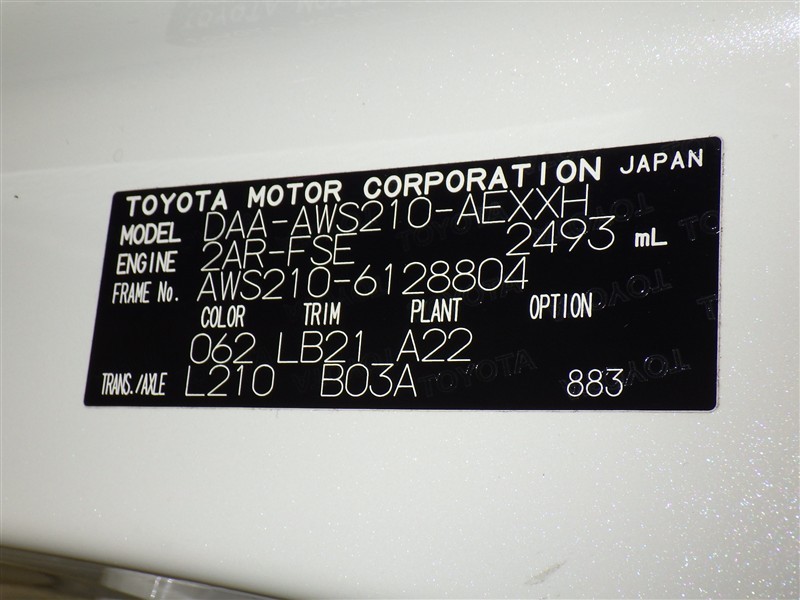 TOYOTA MOTOR CORPORATION JAPAN
MODEL DAA-AWS210-AEXXH
ENGINE 2AR-FSE 2493 mL
FRAME No. AWS210-6128804
COLOR TRIM PLANT OPTION
062 LB21 A22
TRANS./AXLE L210 B03A 883